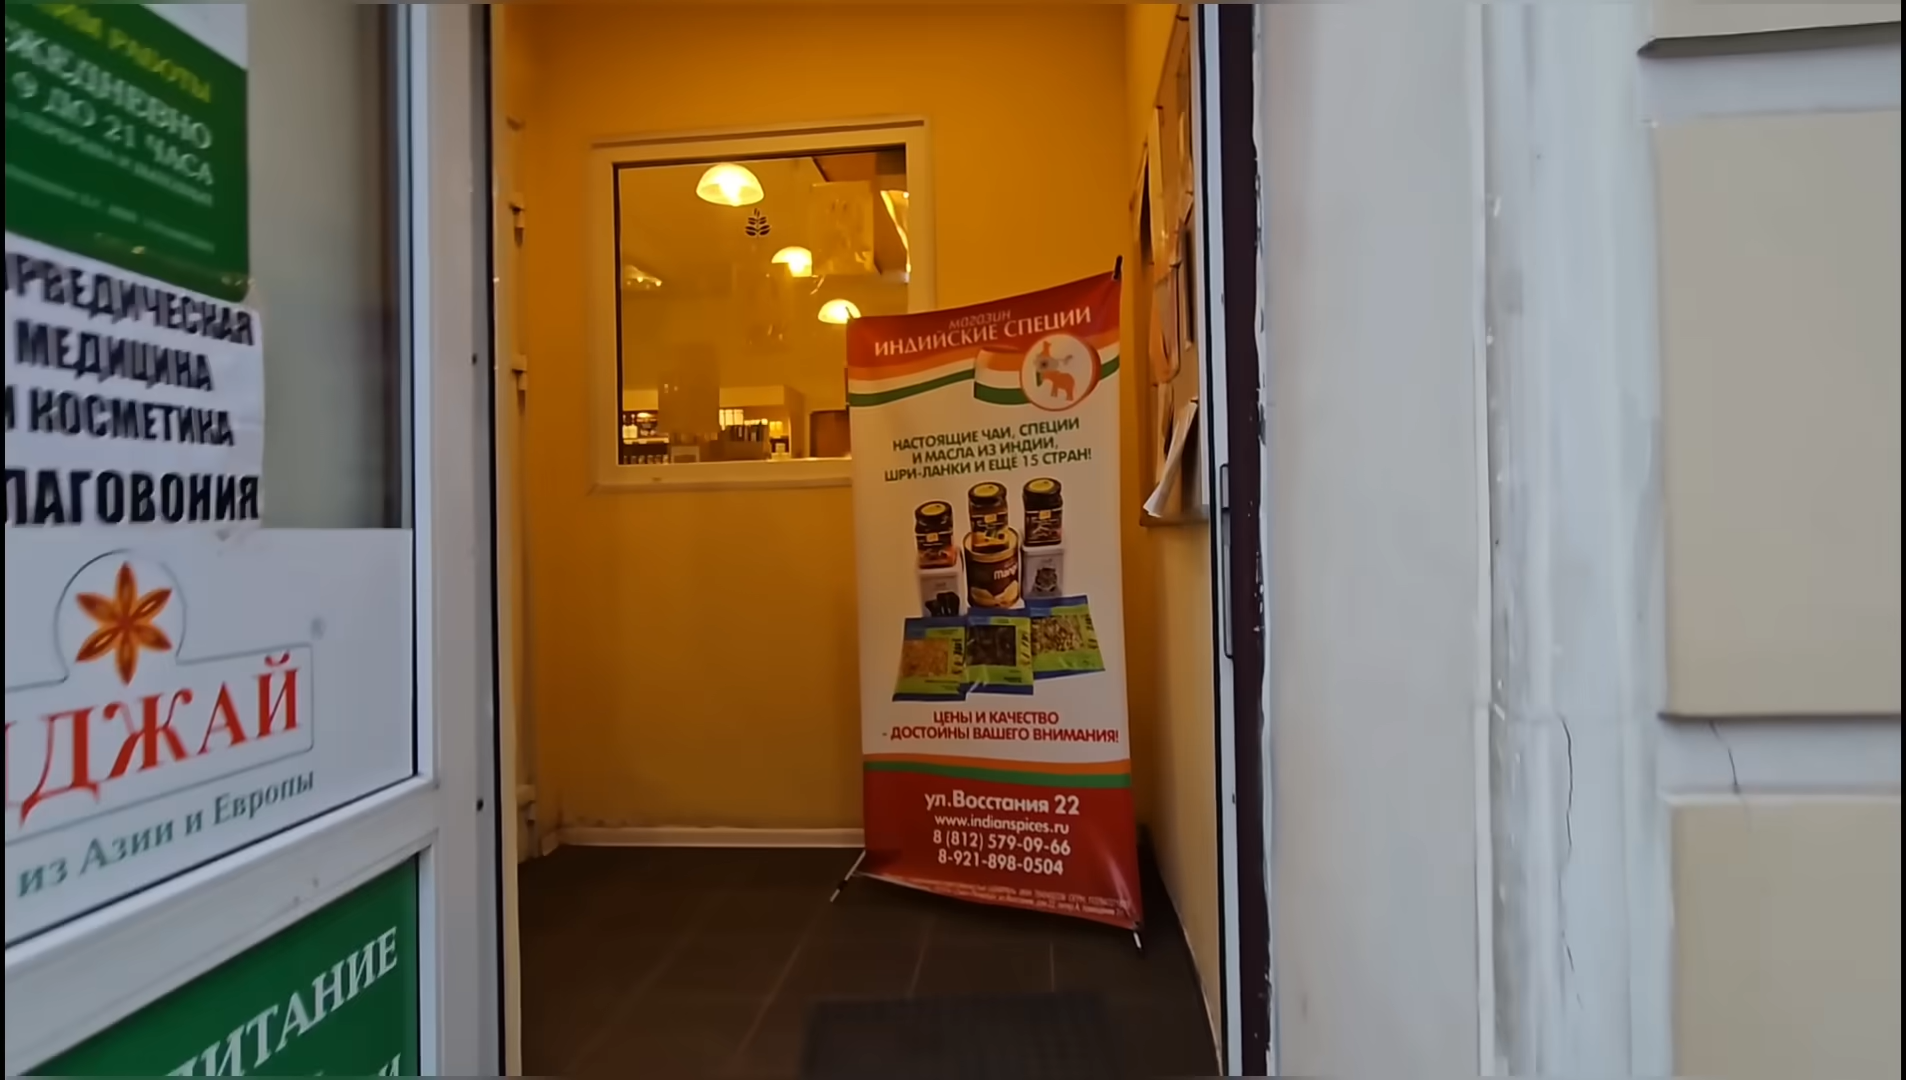 РАБОТЫ
ЕЖЕДНЕВНО
9 ДО 21 ЧАСА
РВЕДИЧЕСКАЯ
МЕДИЦИНА
И КОСМЕТИКА
ЛАГОВОНИЯ
ДЖАЙ
из Азии и Европы
ПИТАНИЕ
магазин
ИНДИЙСКИЕ СПЕЦИИ
НАСТОЯЩИЕ ЧАИ, СПЕЦИИ
И МАСЛА ИЗ ИНДИИ,
ШРИ-ЛАНКИ И ЕЩЕ 15 СТРАН!
mango
ЦЕНЫ И КАЧЕСТВО
- ДОСТОЙНЫ ВАШЕГО ВНИМАНИЯ!
ул.Восстания 22
www.indianspices.ru
8 (812) 579-09-66
8-921-898-0504